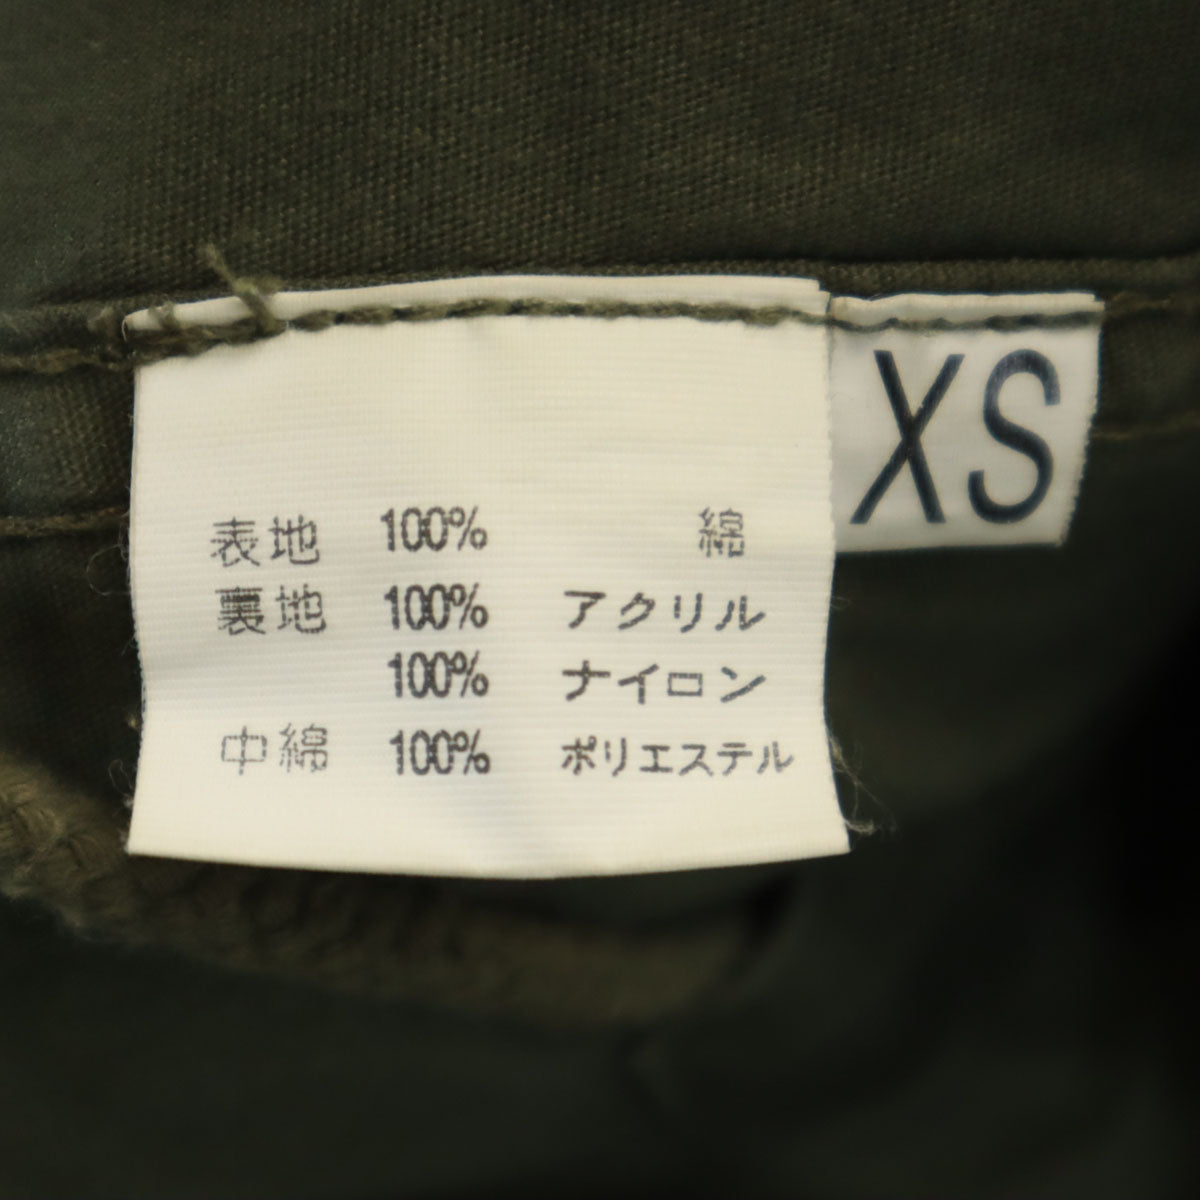 XS
表地 100% 綿
裏地 100% アクリル
100% ナイロン
中綿 100% ポリエステル